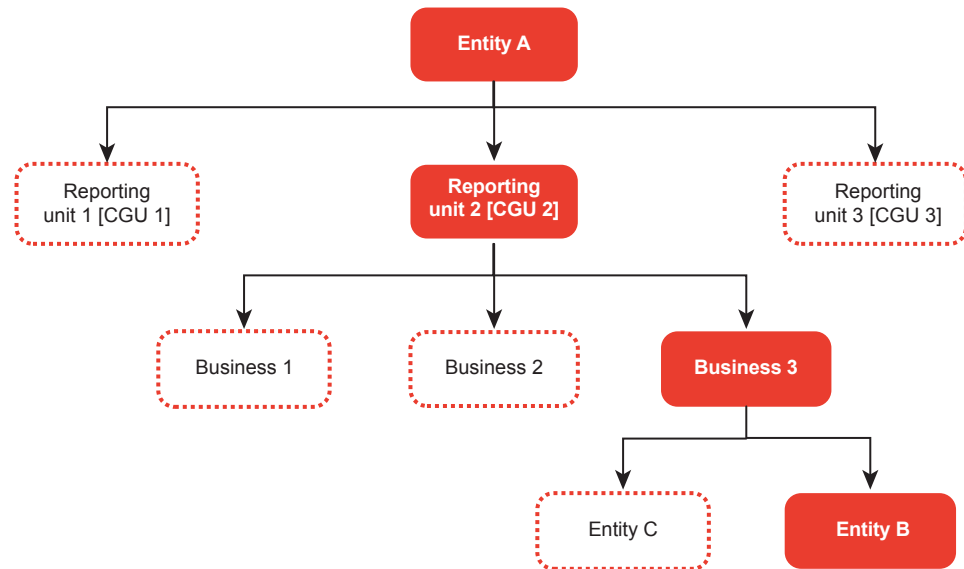 Entity A
Reporting
unit 1 [CGU 1]
Reporting
unit 2 [CGU 2]
Reporting
unit 3 [CGU 3]
Business 1
Business 2
Business 3
Entity C
Entity B